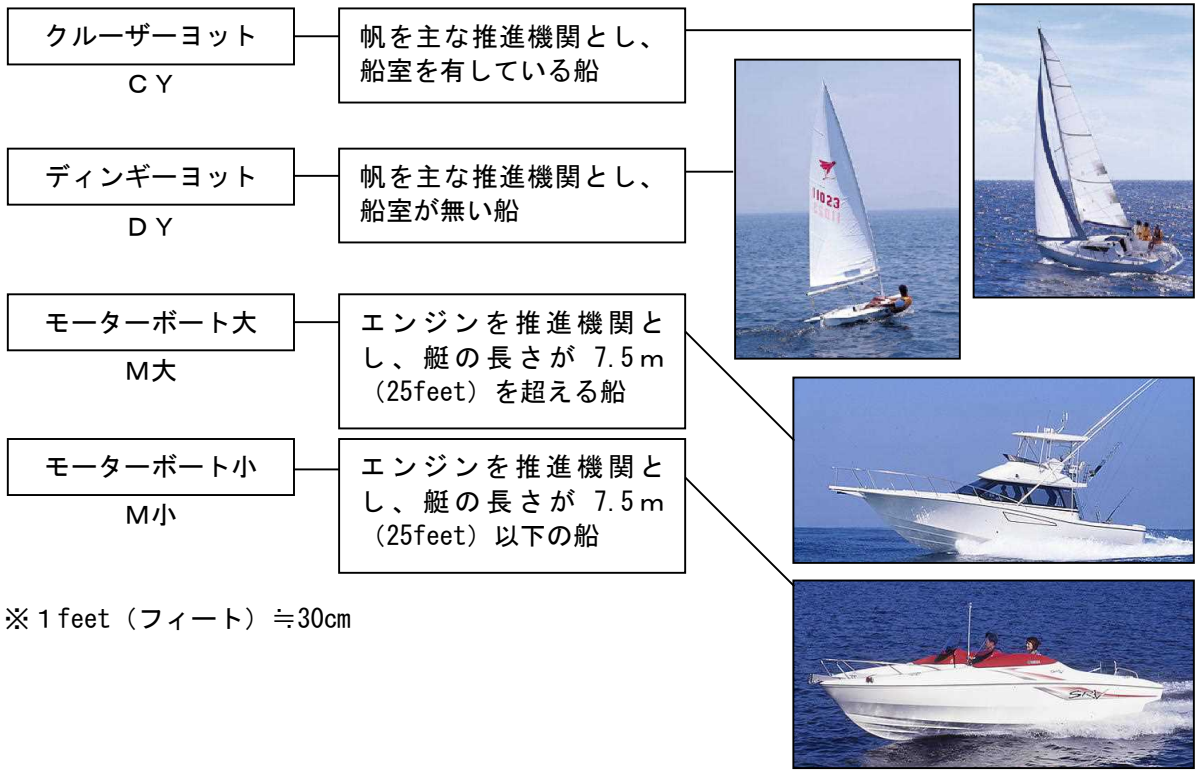 クルーザーヨット
ＣＹ
帆を主な推進機関とし、
船室を有している船
ディンギーヨット
ＤＹ
帆を主な推進機関とし、
船室が無い船
11023
モーターボート大
Ｍ大
エンジンを推進機関と
し、艇の長さが 7.5ｍ
（25feet）を超える船
モーターボート小
Ｍ小
エンジンを推進機関と
し、艇の長さが 7.5ｍ
（25feet）以下の船
※１feet（フィート）≒30cm
SRV